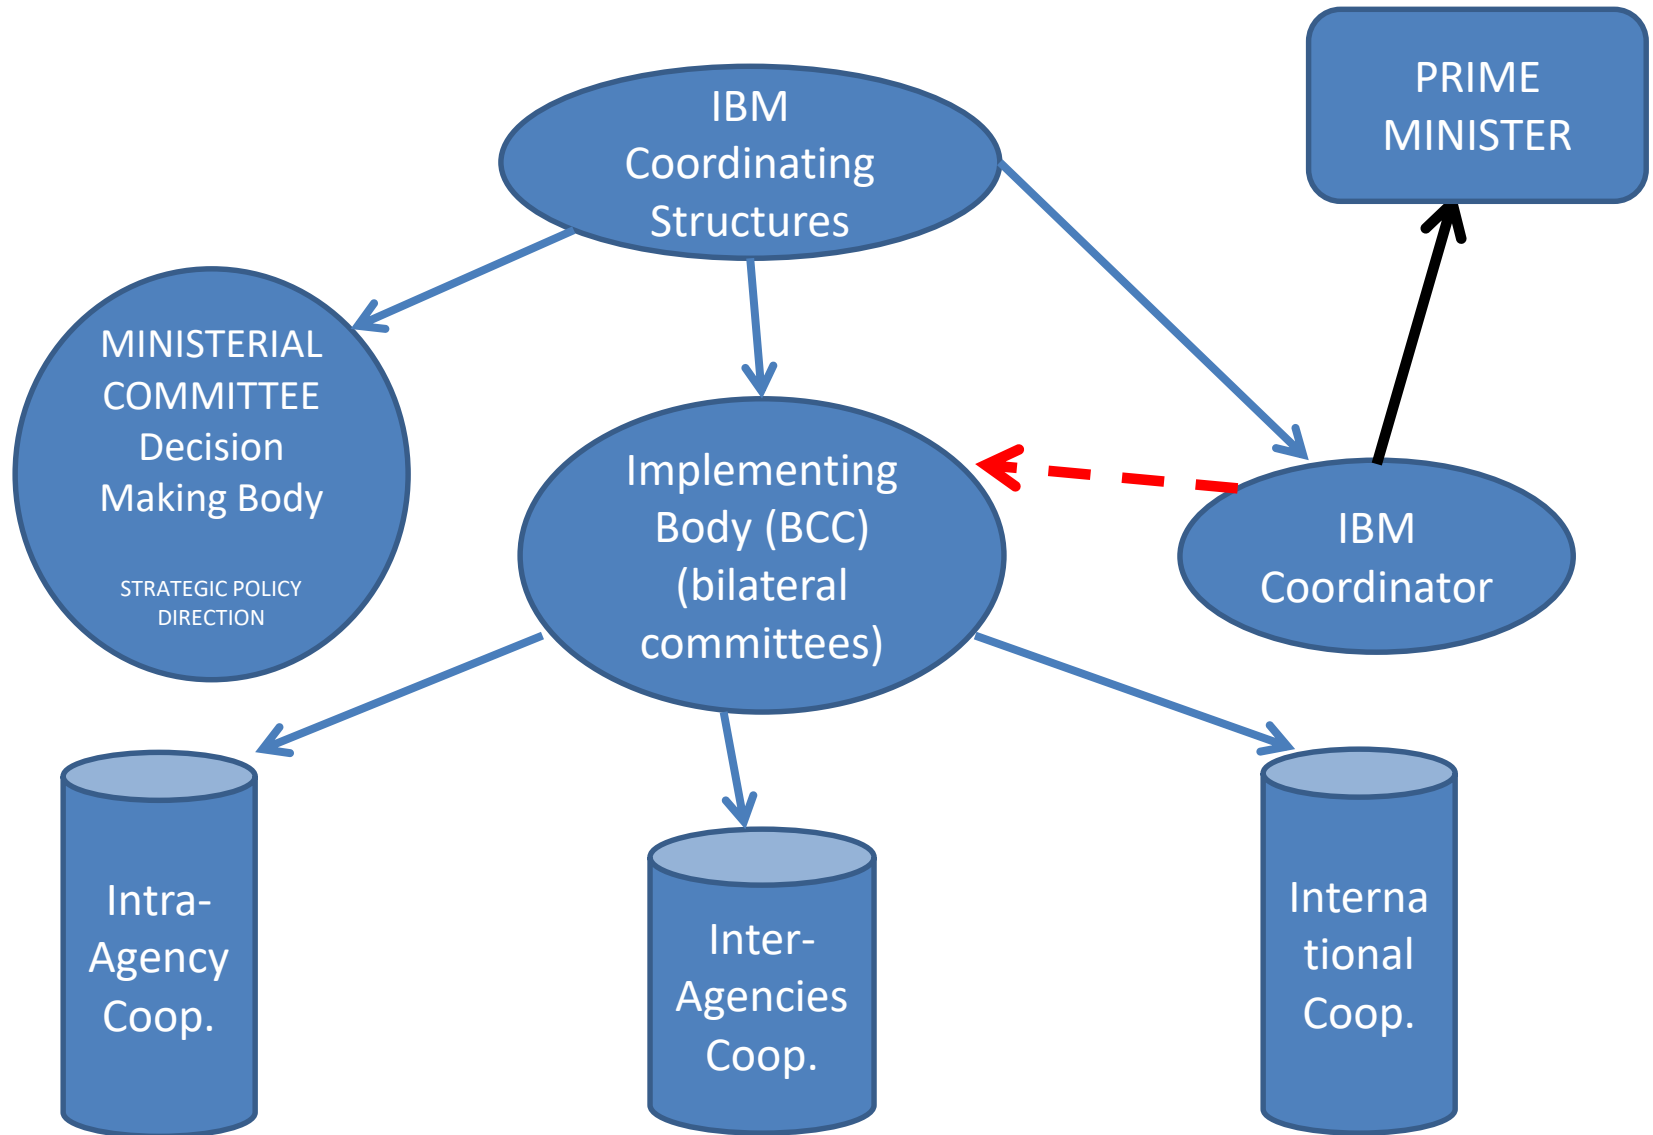 IBM
Coordinating
Structures
PRIME
MINISTER
MINISTERIAL
COMMITTEE
Decision
Making Body
STRATEGIC POLICY
DIRECTION
Implementing
Body (BCC)
(bilateral
committees)
IBM
Coordinator
Intra-
Agency
Coop.
Inter-
Agencies
Coop.
Interna
tional
Coop.